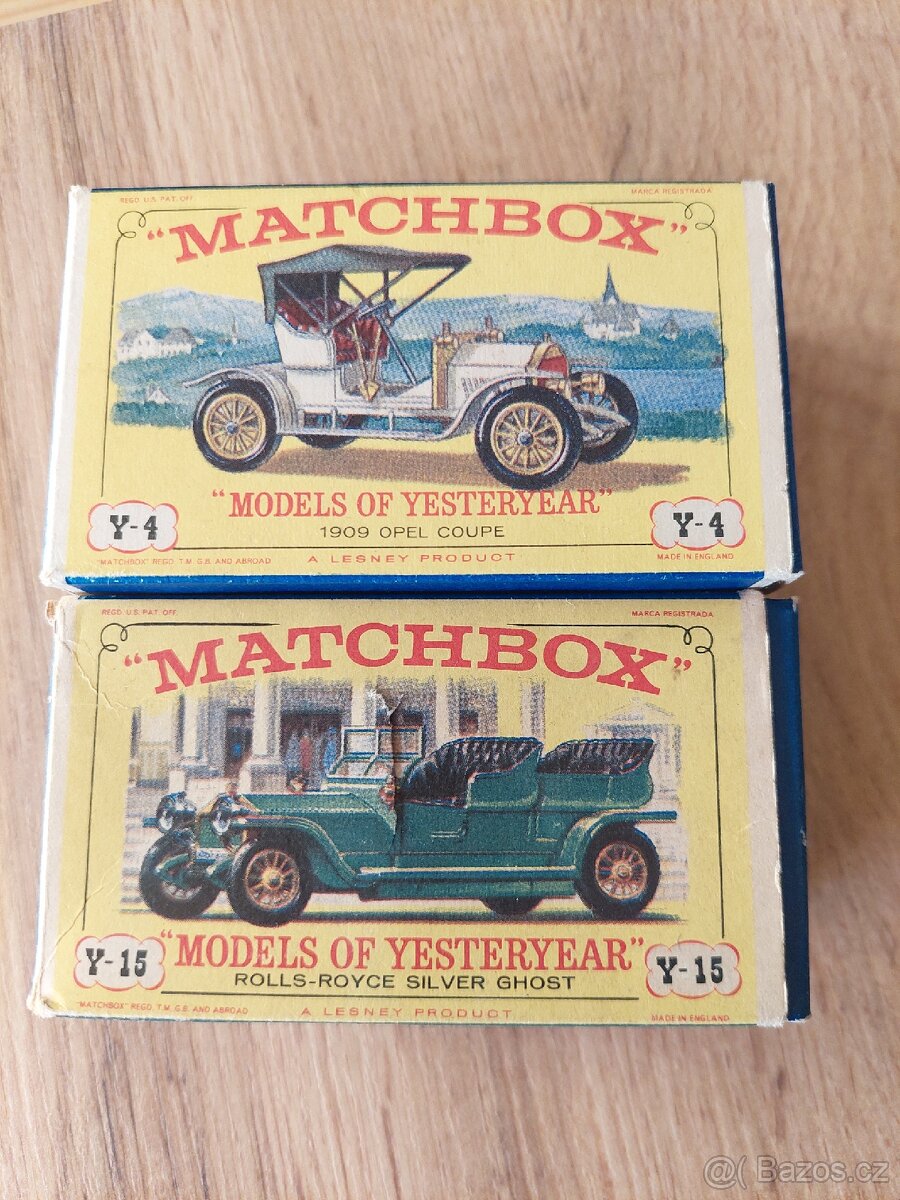 REGD. U.S. PAT. OFF. MARCA REGISTRADA
"MATCHBOX"
"MODELS OF YESTERYEAR"
Y-4 1909 OPEL COUPE Y-4
"MATCHBOX" REGD. T.M. G.B. AND ABROAD A LESNEY PRODUCT MADE IN ENGLAND
REGD. U.S. PAT. OFF. MARCA REGISTRADA
"MATCHBOX"
Y-15 "MODELS OF YESTERYEAR" Y-15
ROLLS-ROYCE SILVER GHOST
"MATCHBOX" REGD. T.M. G.B. AND ABROAD A LESNEY PRODUCT MADE IN ENGLAND
@( Bazos.cz